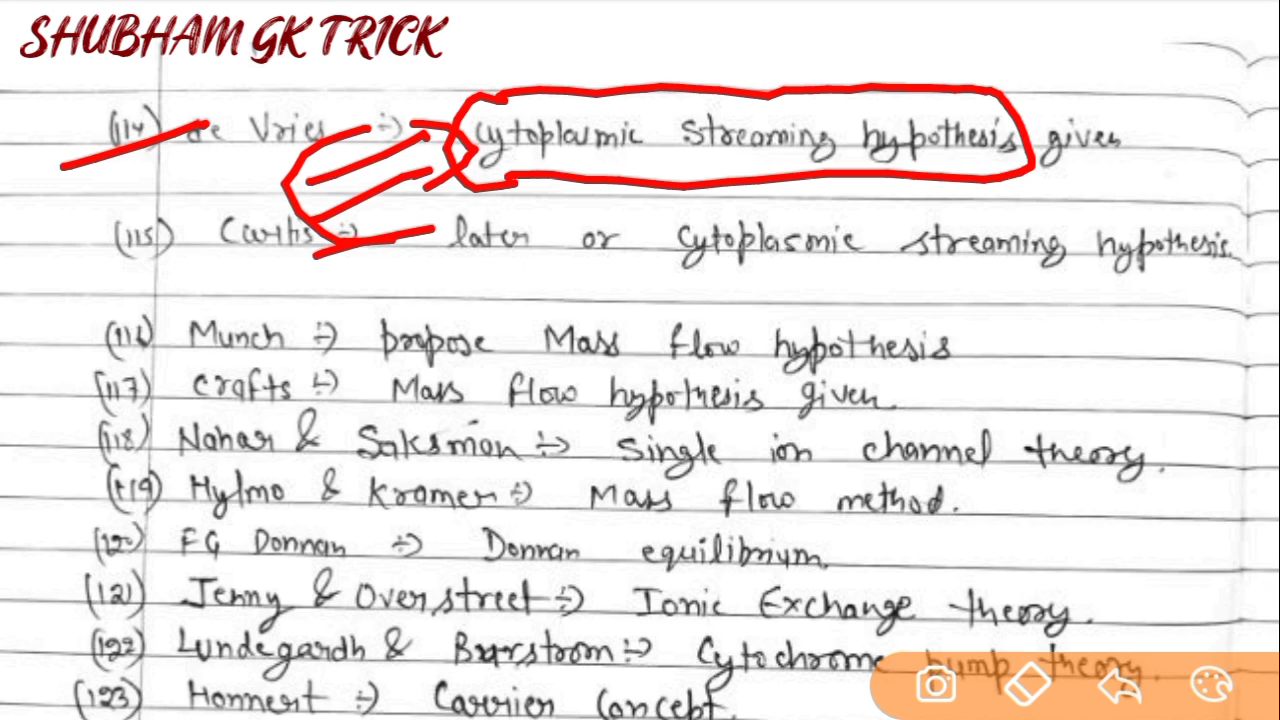 SHUBHAM GK TRICK
(114) de Vries ÷) Cytoplasmic streaming hypothesis given
(115) ÷) later or cytoplasmic streaming hypothesis.
(116) Munch ÷) propose Mass flow hypothesis
(117) Crafts ÷) Mass flow hypothesis given.
(118) Nahar & Saksmon ÷) Single ion channel theory.
(119) Hylmo & Kramer ÷) Mass flow method.
(120) FG Donnan ÷) Donnan equilibrium.
(121) Jenny & Overstreet ÷) Ionic Exchange theory.
(122) Lundegardh & Burstrom ÷) Cytochrome pump theory.
(123) Honnert ÷) Carrier Concept.